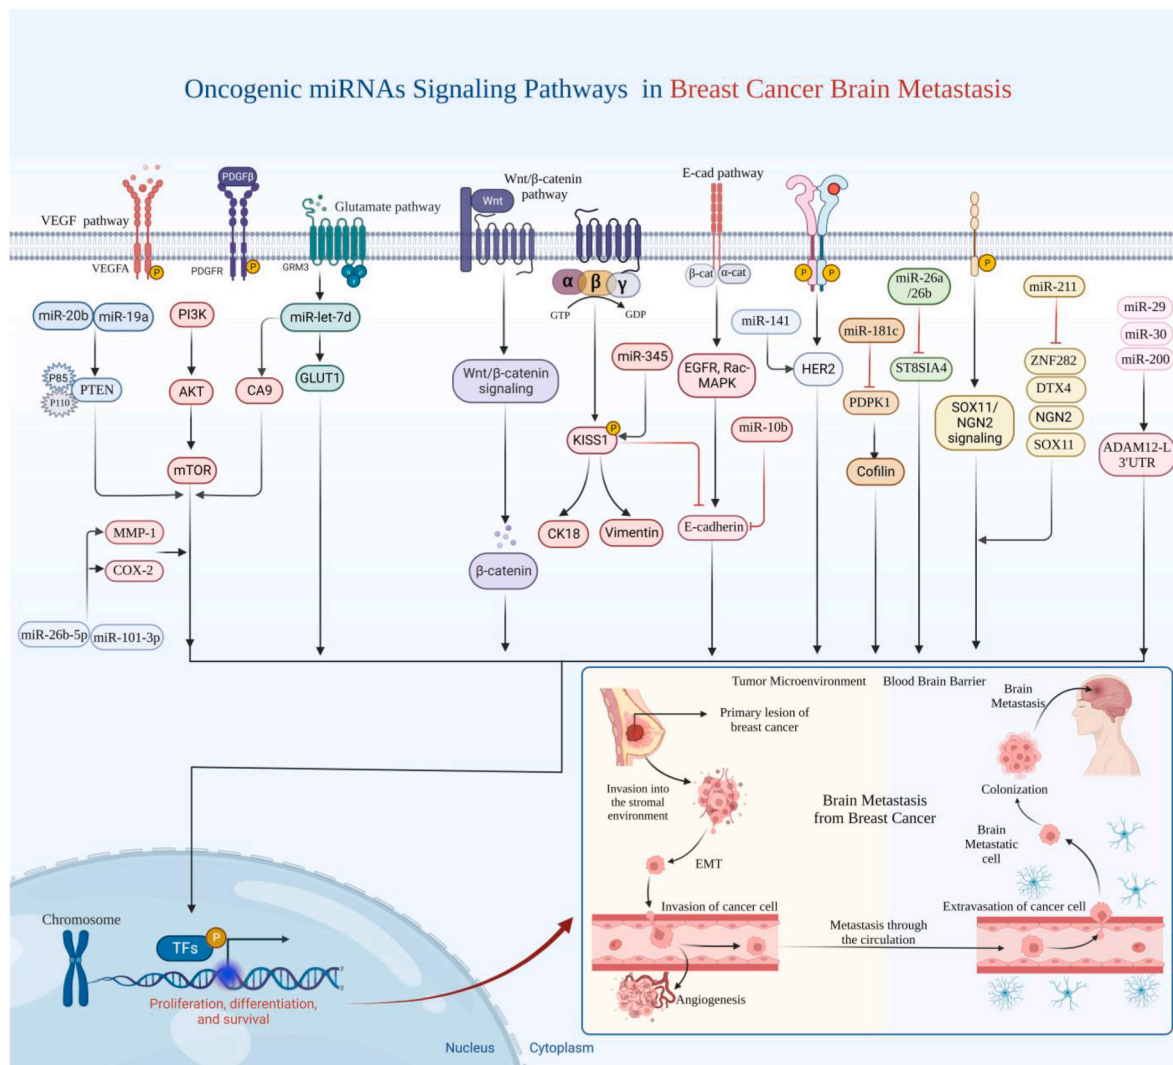 Oncogenic miRNAs Signaling Pathways in Breast Cancer Brain Metastasis
VEGF pathway
VEGFA
P
PDGFβ
PDGFR
P
Glutamate pathway
GRM3
α
β
γ
Wnt/β-catenin
pathway
Wnt
α
β
γ
GTP
GDP
E-cad pathway
β-cat
α-cat
P
P
P
miR-20b
miR-19a
P85
P110
PTEN
PI3K
AKT
mTOR
CA9
miR-let-7d
GLUT1
MMP-1
COX-2
miR-26b-5p
miR-101-3p
Wnt/β-catenin
signaling
β-catenin
miR-345
KISS1
P
CK18
Vimentin
EGFR, Rac-
MAPK
miR-10b
E-cadherin
miR-141
HER2
miR-181c
PDPK1
Cofilin
miR-26a
/26b
ST8SIA4
SOX11/
NGN2
signaling
miR-211
ZNF282
DTX4
NGN2
SOX11
miR-29
miR-30
miR-200
ADAM12-L
3'UTR
Tumor Microenvironment
Blood Brain Barrier
Primary lesion of
breast cancer
Invasion into
the stromal
environment
EMT
Invasion of cancer cell
Angiogenesis
Brain Metastasis
from Breast Cancer
Metastasis through
the circulation
Extravasation of cancer cell
Brain
Metastatic
cell
Colonization
Brain
Metastasis
Chromosome
TFs
P
3'
5'
Proliferation, differentiation,
and survival
Nucleus
Cytoplasm